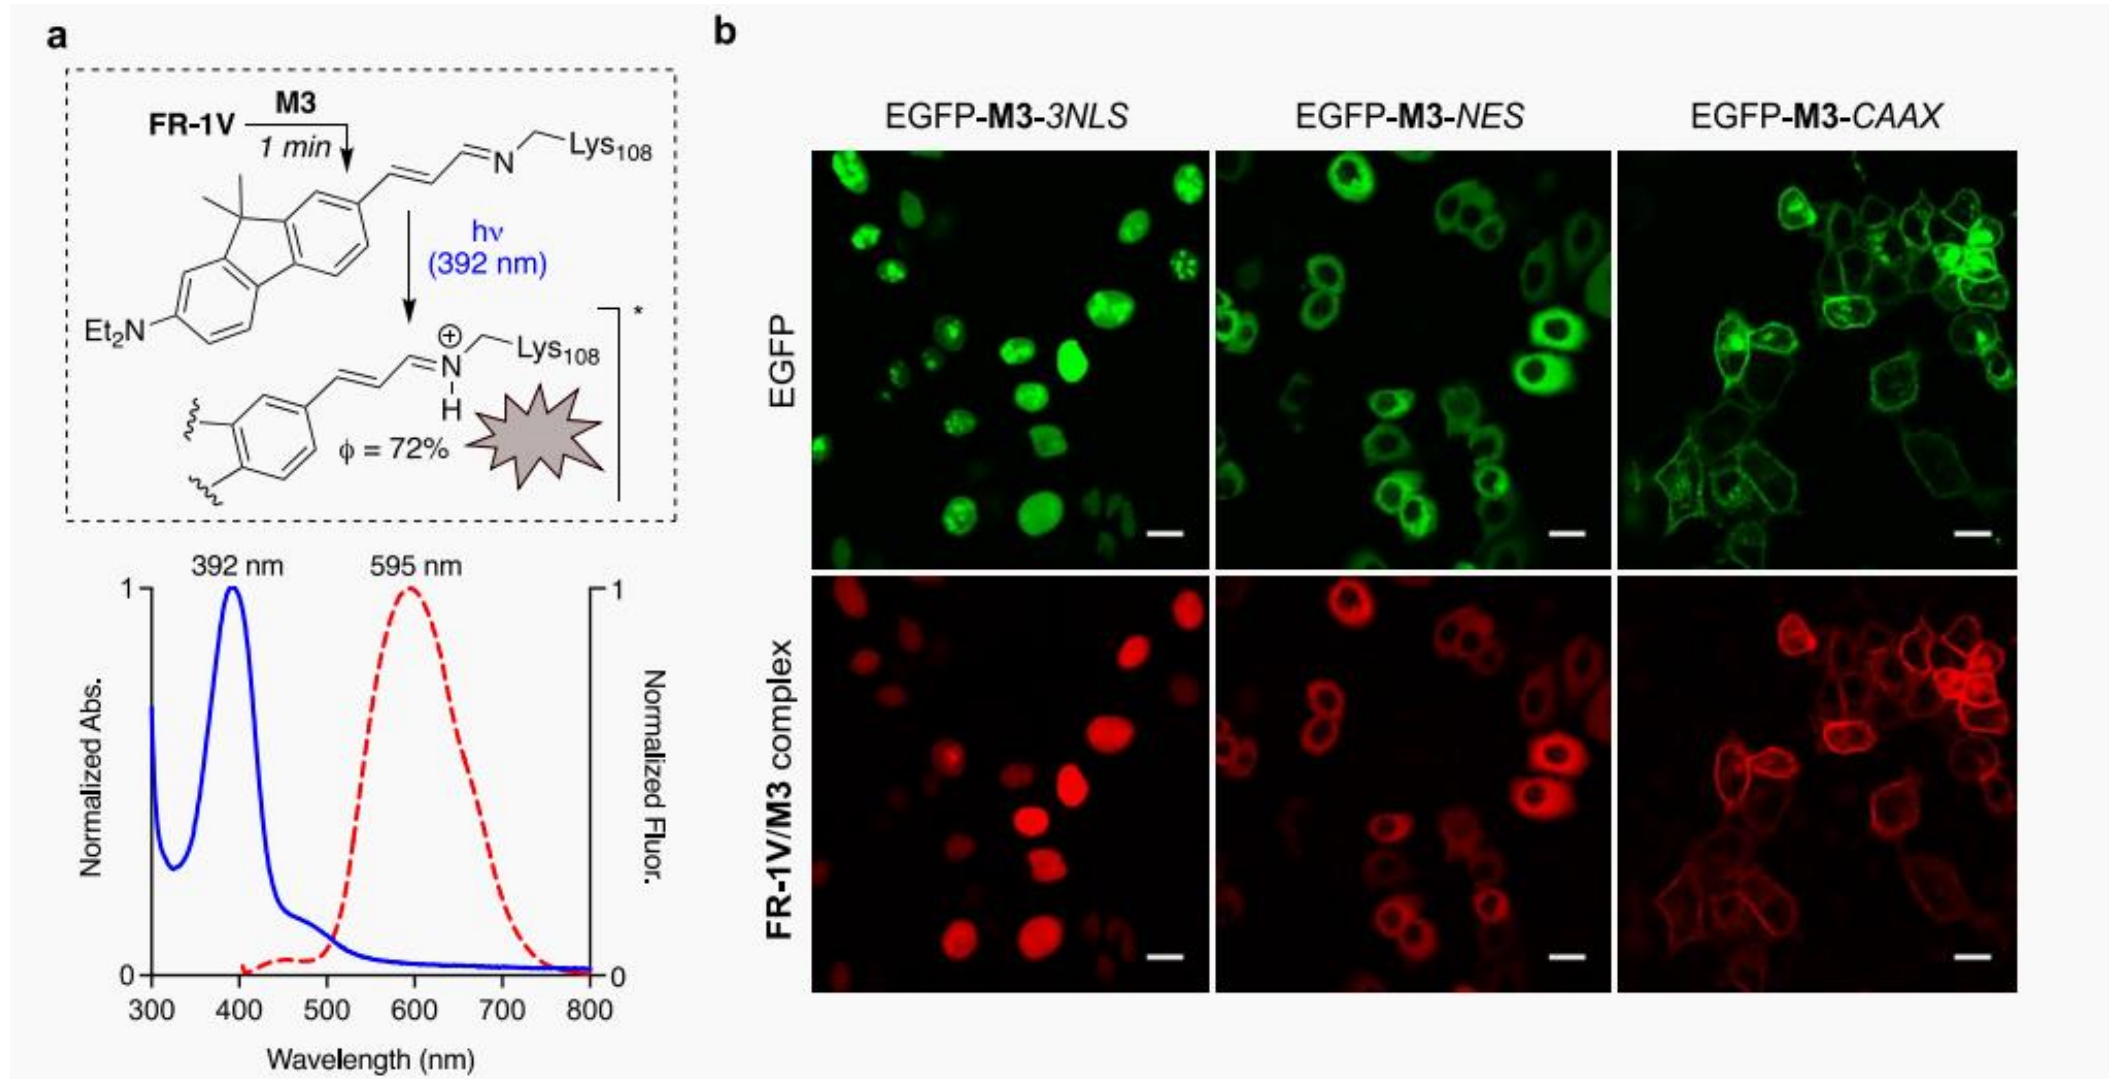 a
FR-1V
M3
1 min
N
Lys108
hν
(392 nm)
Et2N
*
+
N
Lys108
H
ϕ = 72%
392 nm
595 nm
1
1
Normalized Abs.
Normalized Fluor.
0
0
300 400 500 600 700 800
Wavelength (nm)
b
EGFP-M3-3NLS
EGFP-M3-NES
EGFP-M3-CAAX
EGFP
FR-1V/M3 complex